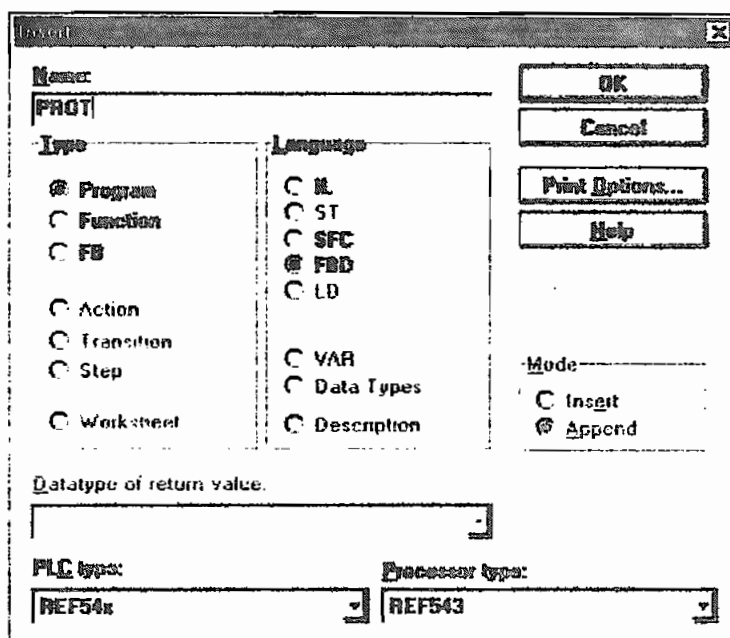 Insert
Name:
PROT
Type
Program
Function
FB
Action
Transition
Step
Worksheet
Language
IL
ST
SFC
FBD
LD
VAR
Data Types
Description
OK
Cancel
Print Options...
Help
Mode
Insert
Append
Datatype of return value:
PLC type:
REF54x
Processor type:
REF543